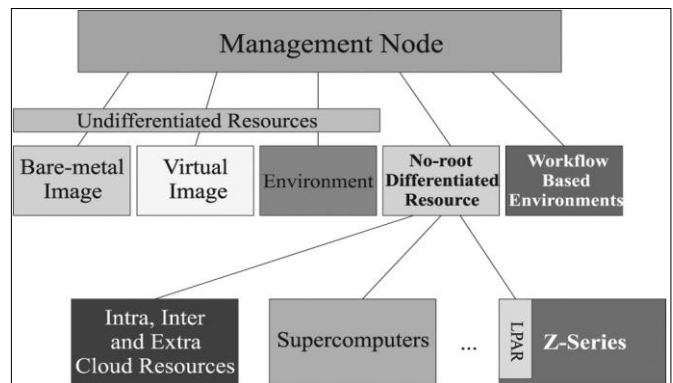 Management Node
Undifferentiated Resources
Bare-metal
Image
Virtual
Image
Environment
No-root
Differentiated
Resource
Workflow
Based
Environments
Intra, Inter
and Extra
Cloud Resources
Supercomputers
...
LPAR
Z-Series